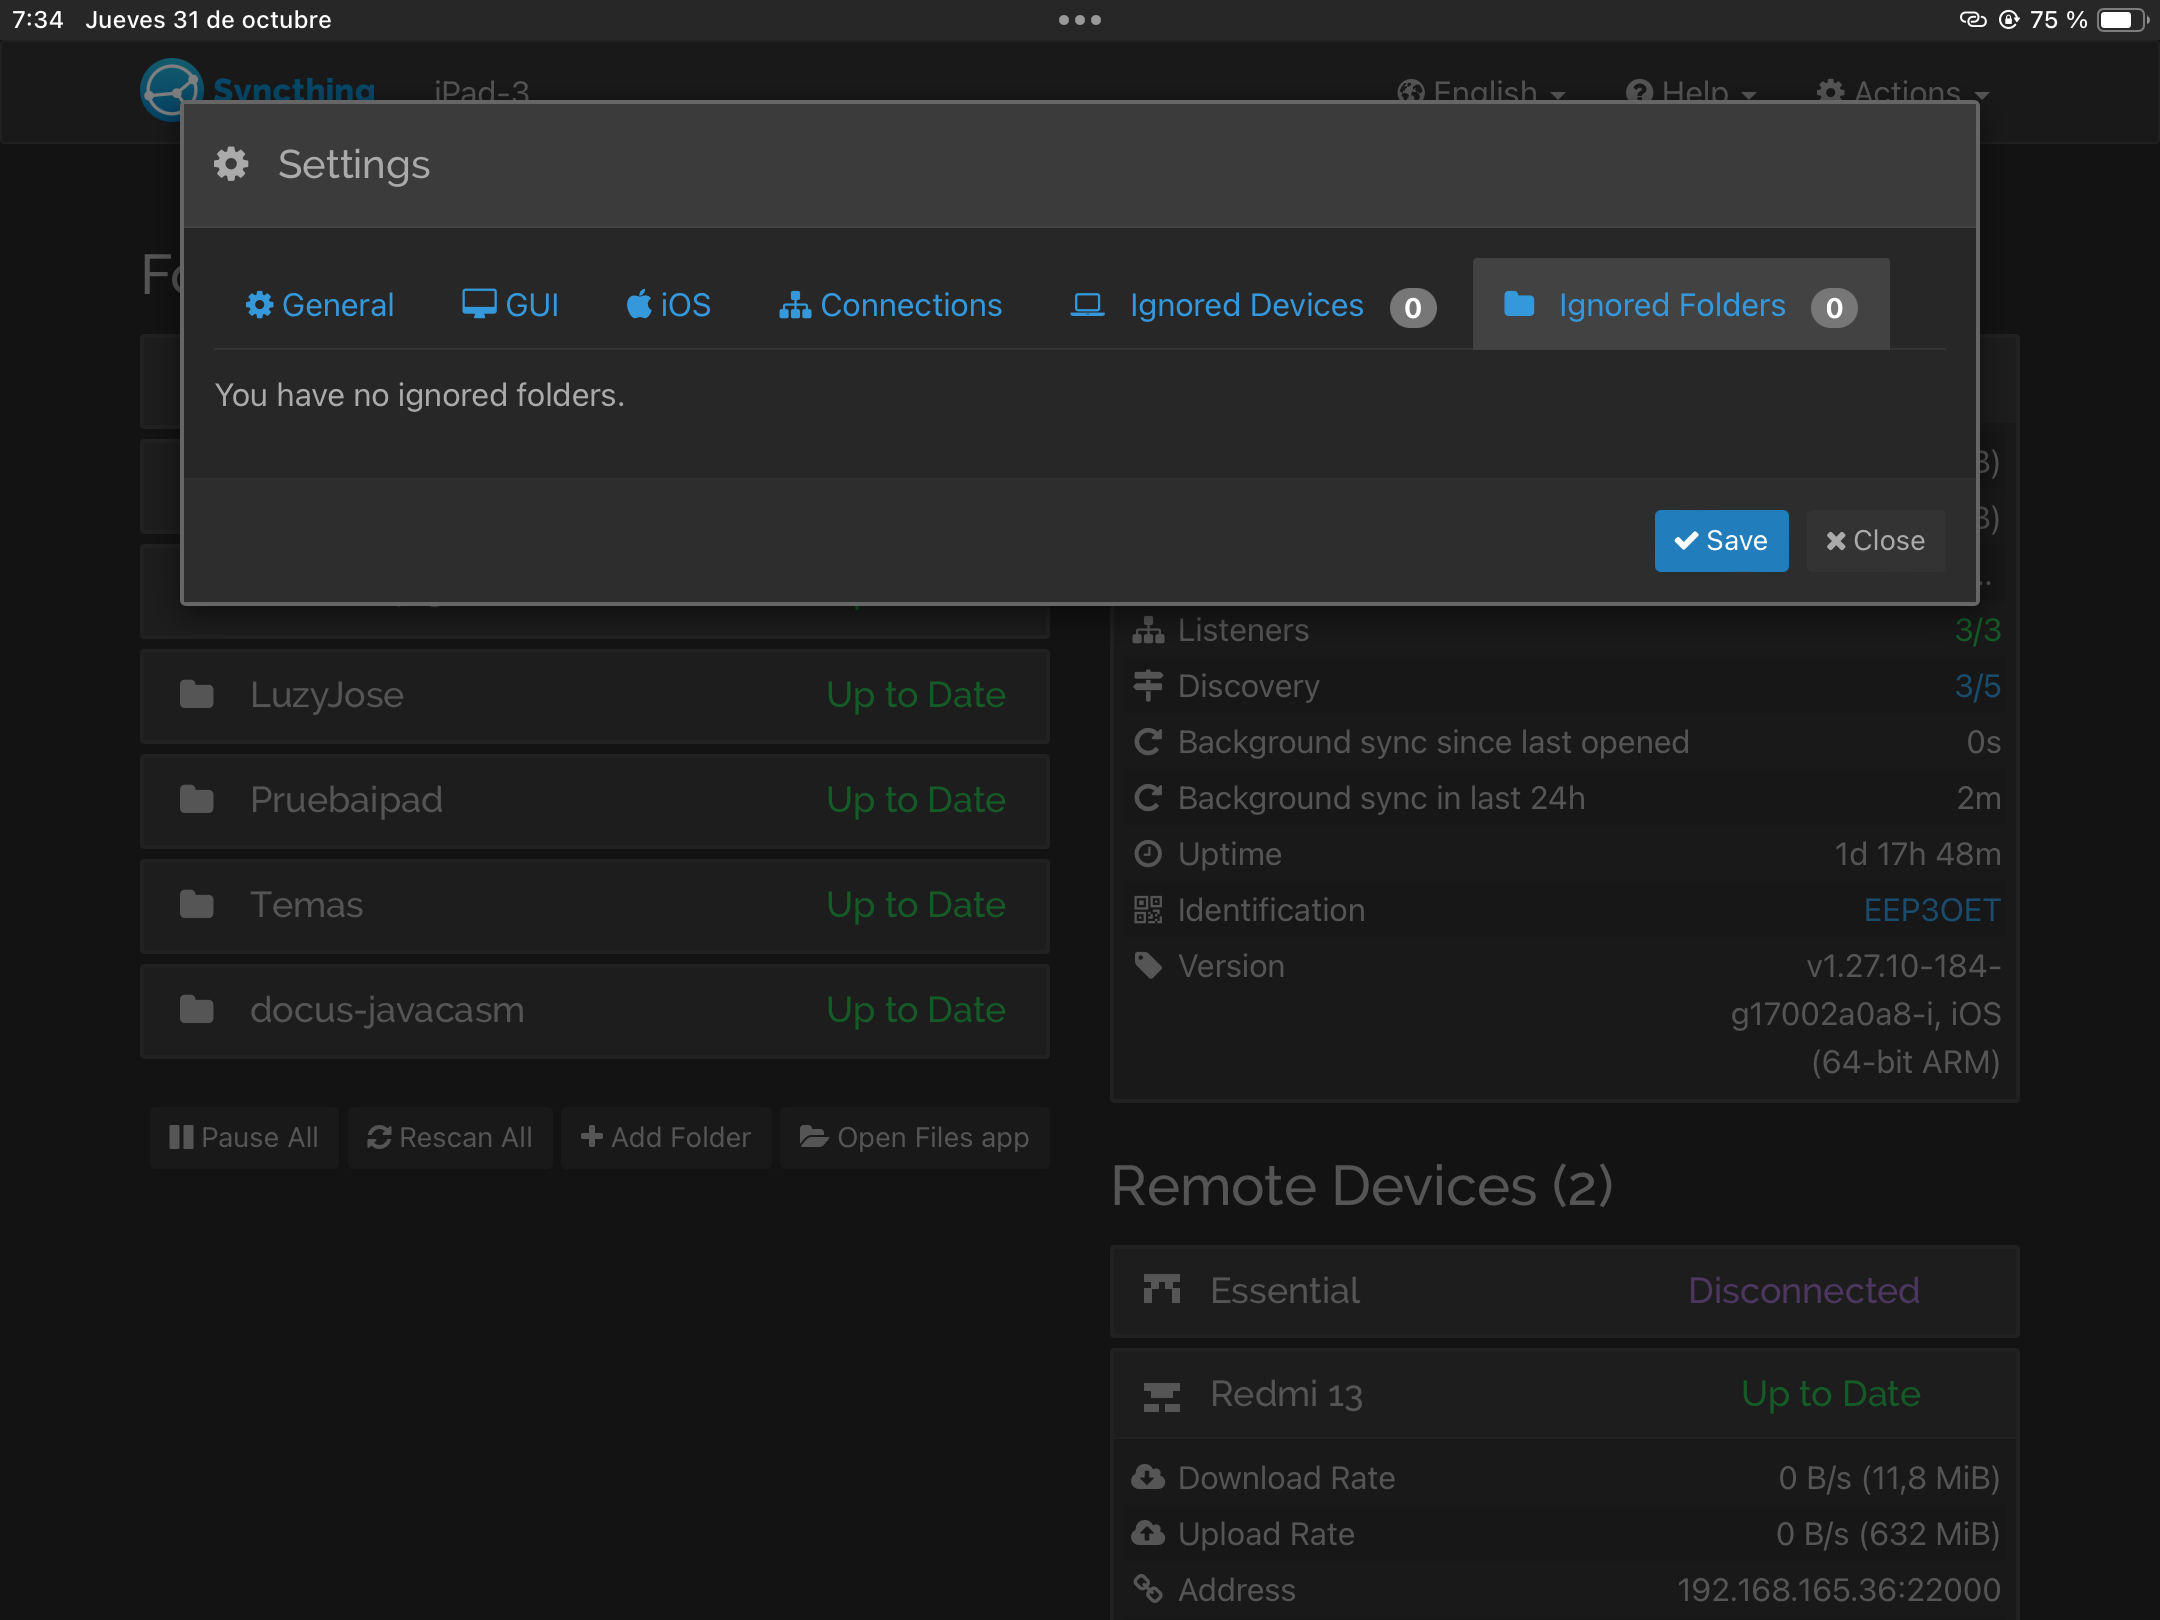 7:34 Jueves 31 de octubre
75 %
Syncthing iPad-3 English Help Actions
Settings
General GUI iOS Connections Ignored Devices 0 Ignored Folders 0
You have no ignored folders.
Save Close
Listeners 3/3
LuzyJose Up to Date
Discovery 3/5
Background sync since last opened 0s
Pruebaipad Up to Date
Background sync in last 24h 2m
Uptime 1d 17h 48m
Temas Up to Date
Identification EEP3OET
Version v1.27.10-184-
g17002a0a8-i, iOS
(64-bit ARM)
docus-javacasm Up to Date
Pause All Rescan All Add Folder Open Files app
Remote Devices (2)
Essential Disconnected
Redmi 13 Up to Date
Download Rate 0 B/s (11,8 MiB)
Upload Rate 0 B/s (632 MiB)
Address 192.168.165.36:22000